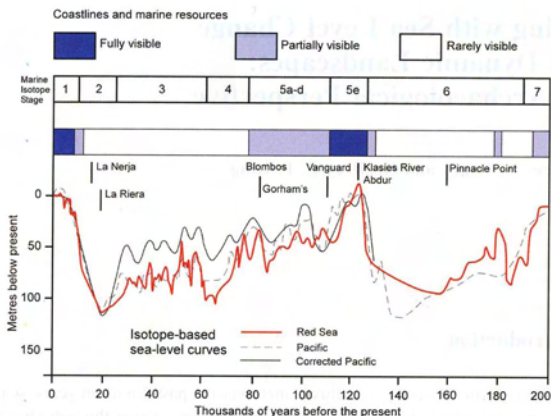 Coastlines and marine resources
Fully visible
Partially visible
Rarely visible
Marine
Isotope
Stage
1 2 3 4 5a-d 5e 6 7
La Nerja
Blombos
Vanguard
Klasies River
Abdur
Pinnacle Point
La Riera
Gorham's
Metres below present
0
50
100
150
Isotope-based
sea-level curves
Red Sea
Pacific
Corrected Pacific
0 20 40 60 80 100 120 140 160 180 200
Thousands of years before the present